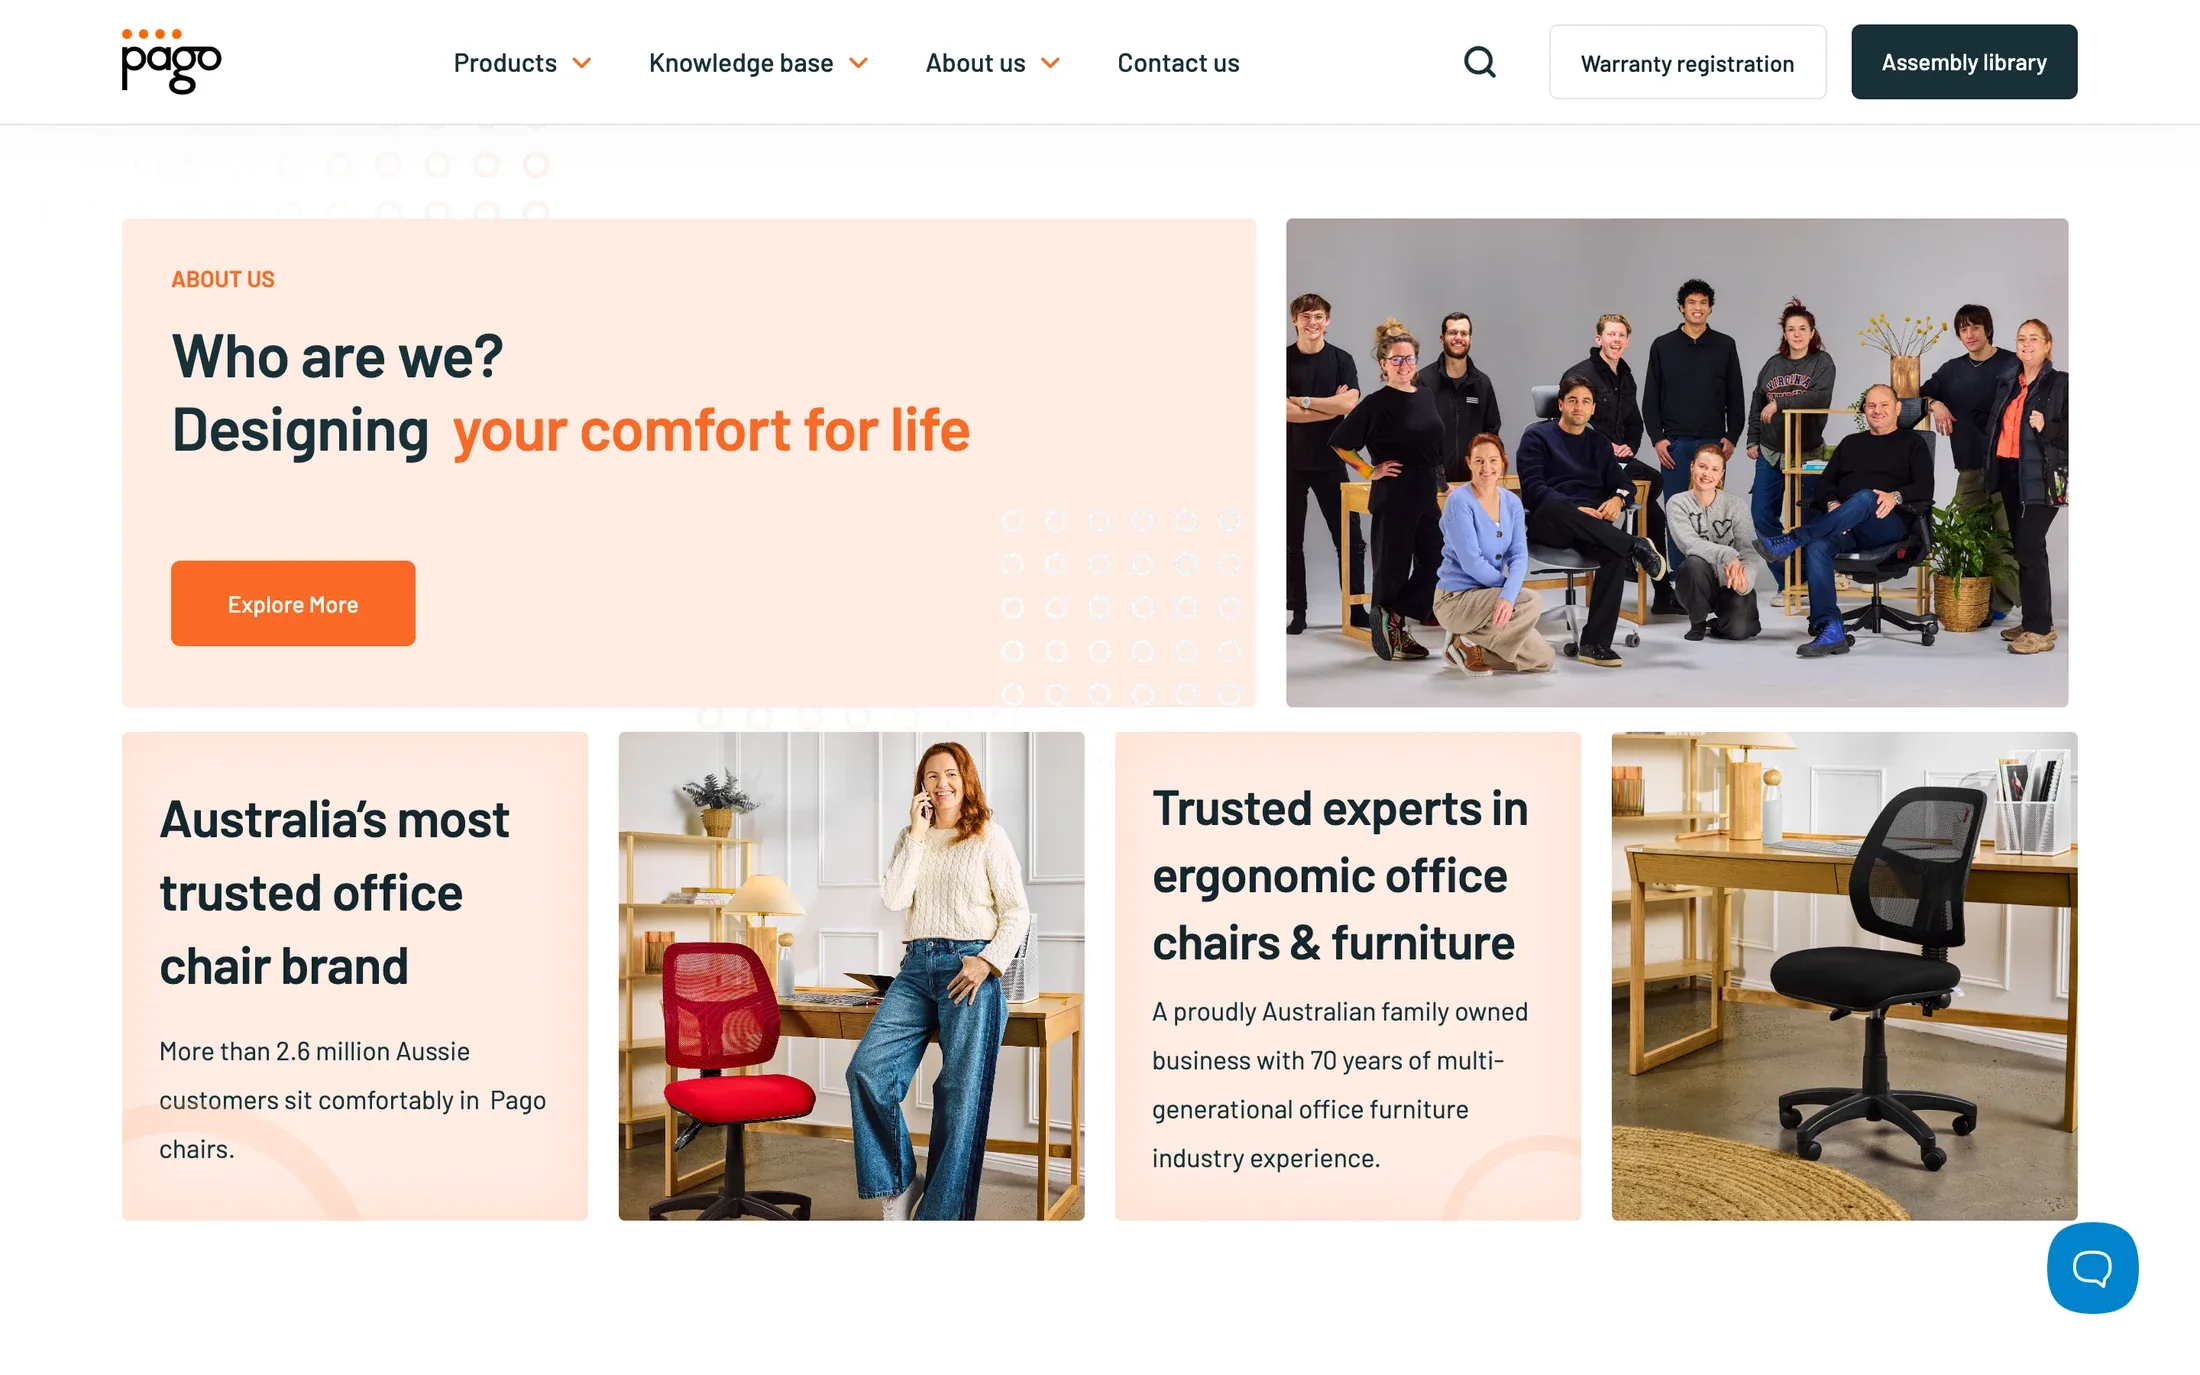 pago
Products
Knowledge base
About us
Contact us
Warranty registration
Assembly library
ABOUT US
Who are we?
Designing your comfort for life
Explore More
Australia’s most
trusted office
chair brand
More than 2.6 million Aussie
customers sit comfortably in Pago
chairs.
Trusted experts in
ergonomic office
chairs & furniture
A proudly Australian family owned
business with 70 years of multi-
generational office furniture
industry experience.